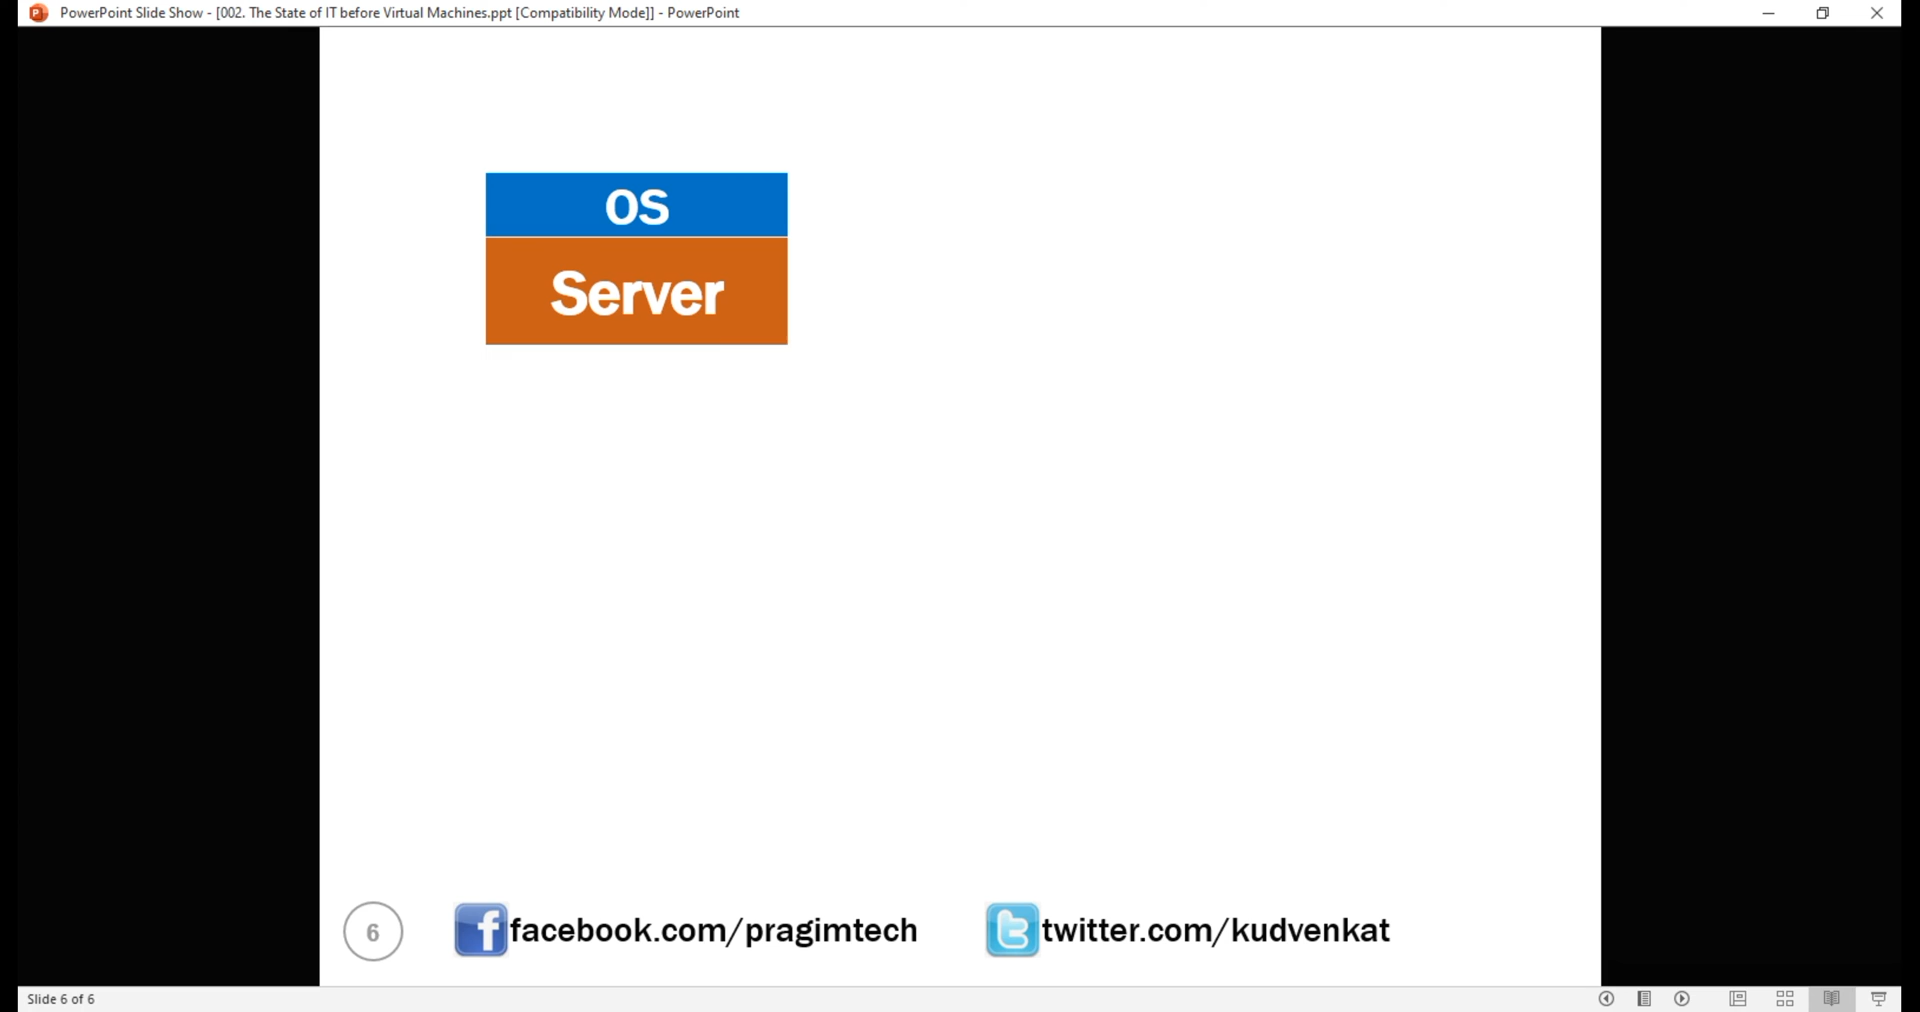 PowerPoint Slide Show - [002. The State of IT before Virtual Machines.ppt [Compatibility Mode]] - PowerPoint
OS
Server
6
facebook.com/pragimtech
twitter.com/kudvenkat
Slide 6 of 6